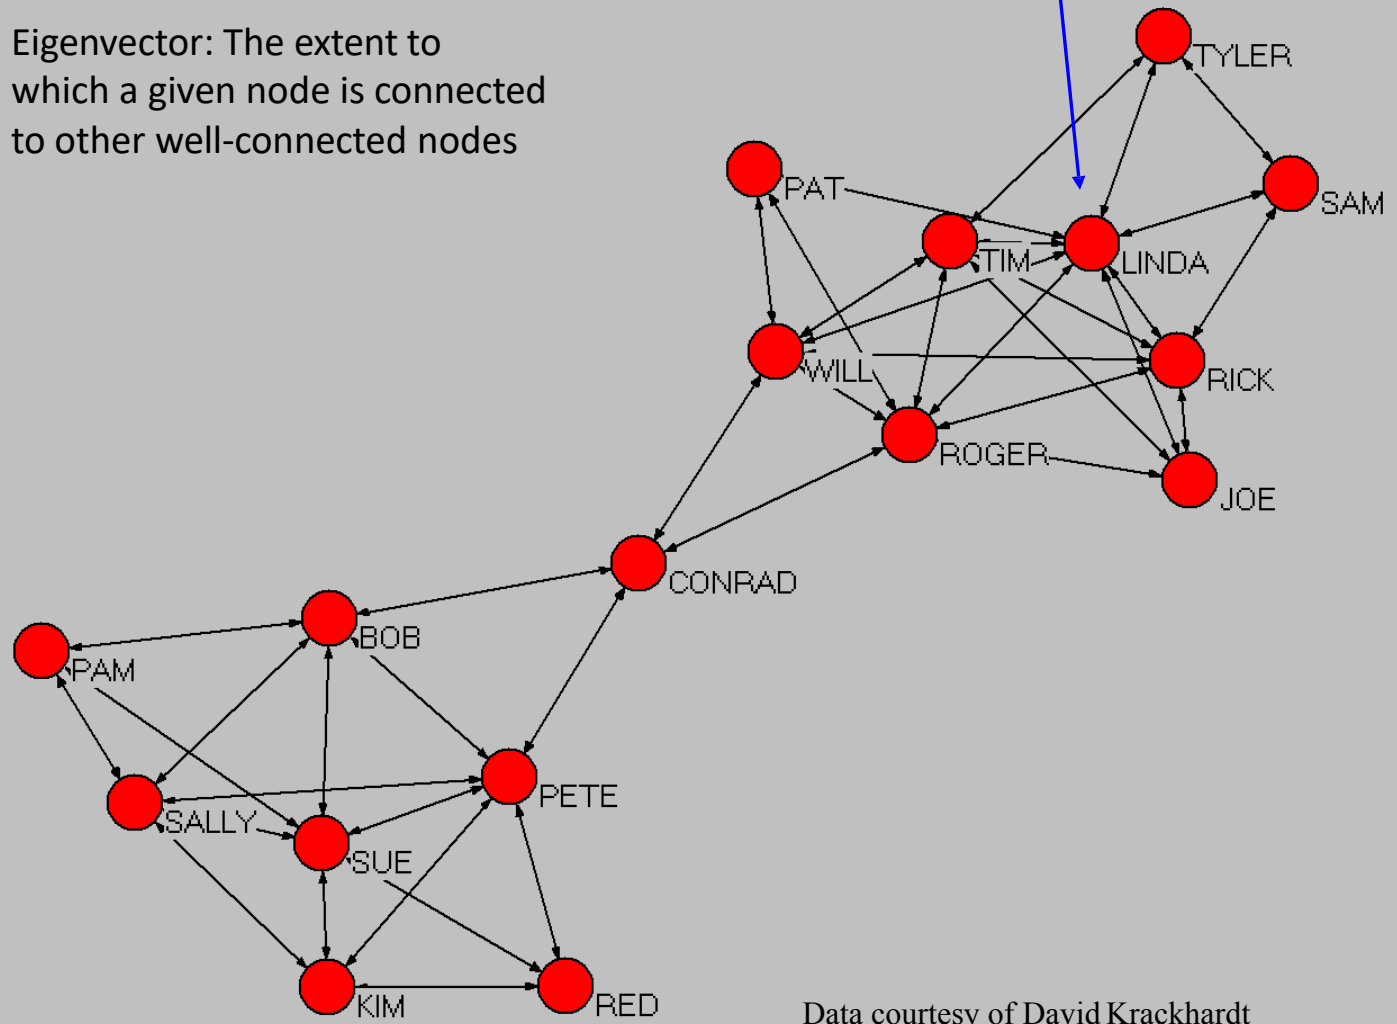 Eigenvector: The extent to
which a given node is connected
to other well-connected nodes
TYLER
PAT
SAM
TIM
LINDA
WILL
RICK
ROGER
JOE
CONRAD
BOB
PAM
PETE
SALLY
SUE
KIM
RED
Data courtesy of David Krackhardt